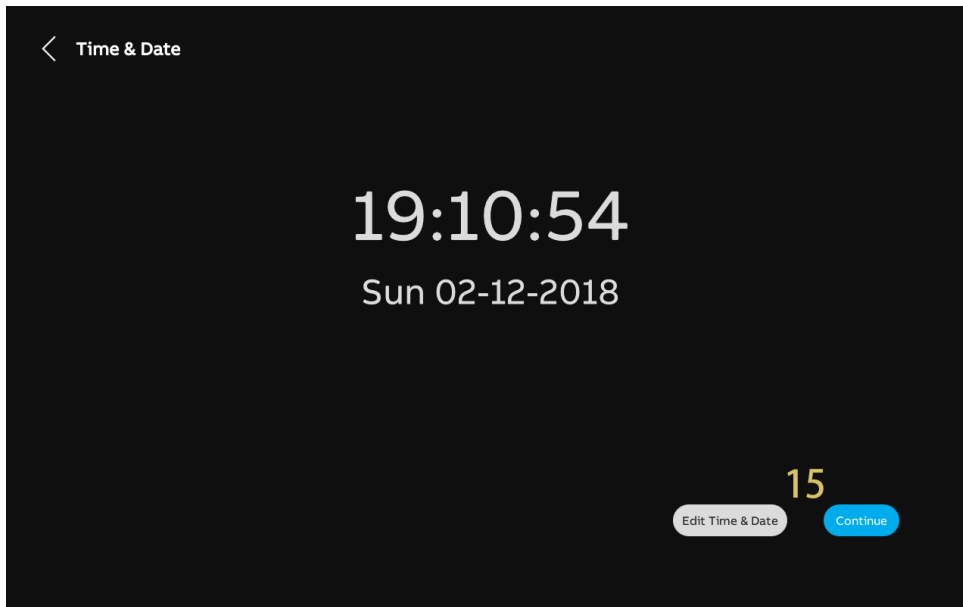 Time & Date
19:10:54
Sun 02-12-2018
15
Edit Time & Date
Continue